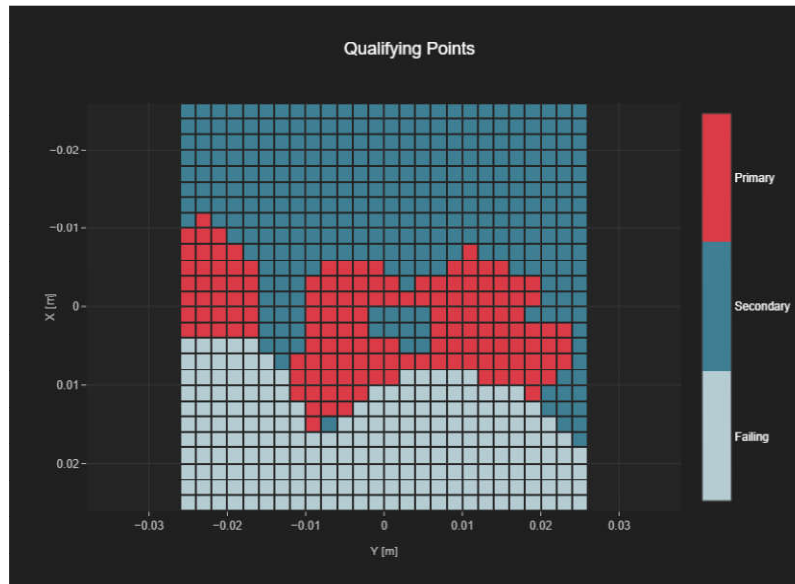 Qualifying Points
Primary
Secondary
Failing
−0.02
−0.01
0
0.01
0.02
X [m]
−0.03
−0.02
−0.01
0
0.01
0.02
0.03
Y [m]